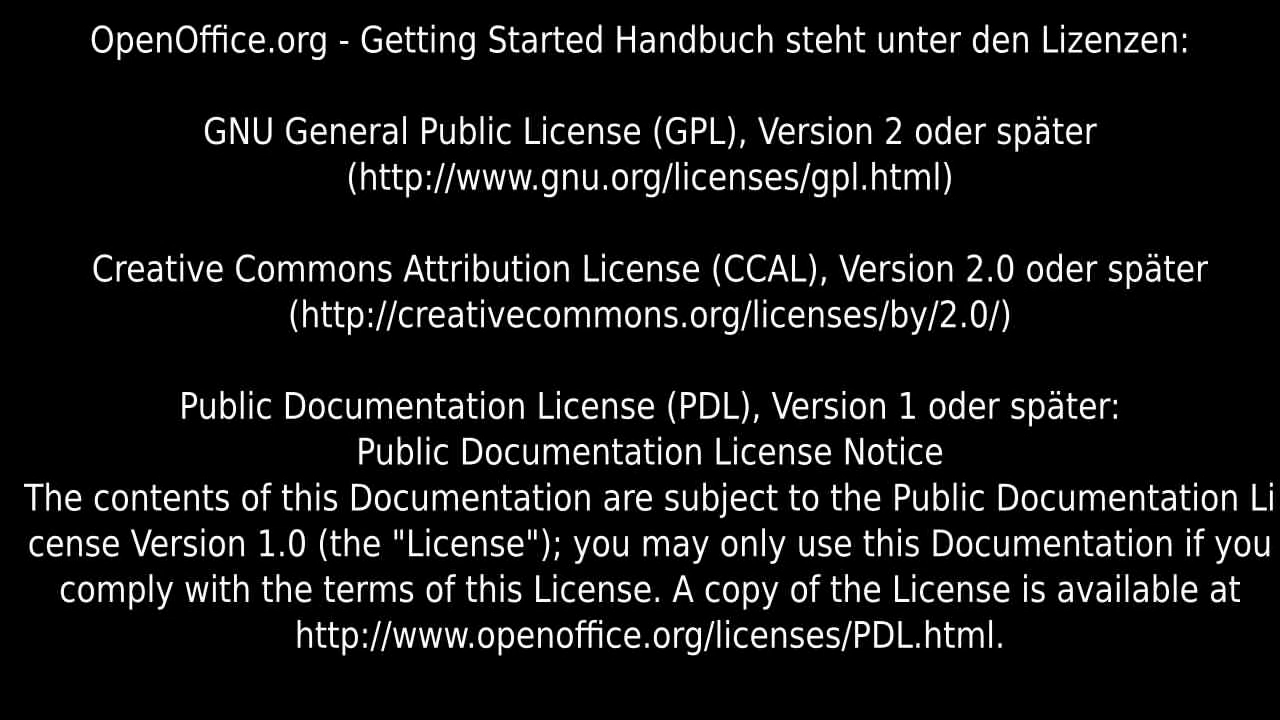 OpenOffice.org - Getting Started Handbuch steht unter den Lizenzen:
GNU General Public License (GPL), Version 2 oder später
(http://www.gnu.org/licenses/gpl.html)
Creative Commons Attribution License (CCAL), Version 2.0 oder später
(http://creativecommons.org/licenses/by/2.0/)
Public Documentation License (PDL), Version 1 oder später:
Public Documentation License Notice
The contents of this Documentation are subject to the Public Documentation Li
cense Version 1.0 (the "License"); you may only use this Documentation if you
comply with the terms of this License. A copy of the License is available at
http://www.openoffice.org/licenses/PDL.html.